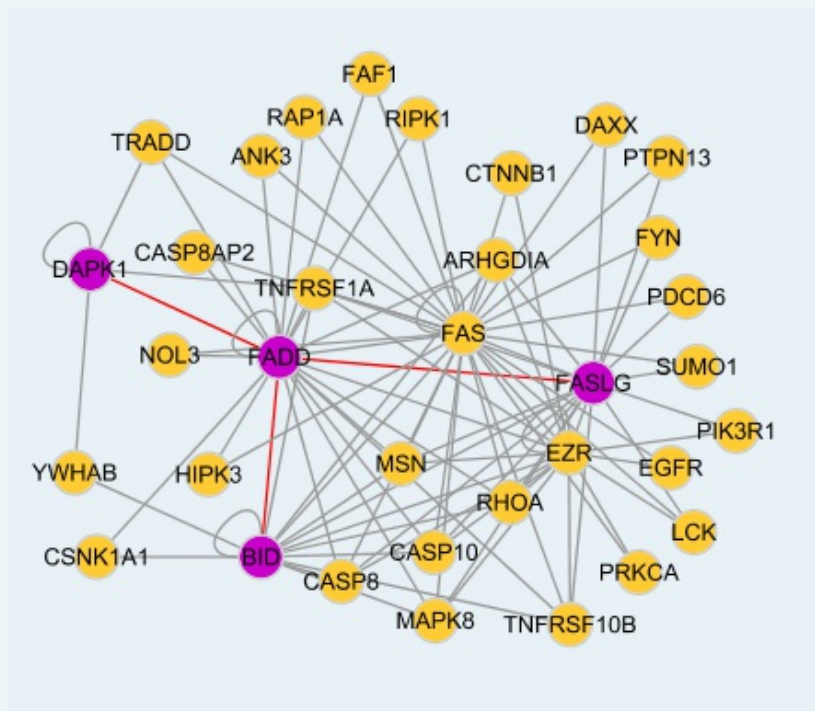 FAF1
RAP1A
RIPK1
DAXX
TRADD
ANK3
PTPN13
CTNNB1
FYN
CASP8AP2
ARHGDIA
DAPK1
TNFRSF1A
PDCD6
FAS
NOL3
FADD
SUMO1
FASLG
PIK3R1
YWHAB
HIPK3
MSN
EZR
EGFR
RHOA
LCK
CSNK1A1
BID
CASP10
CASP8
PRKCA
MAPK8
TNFRSF10B